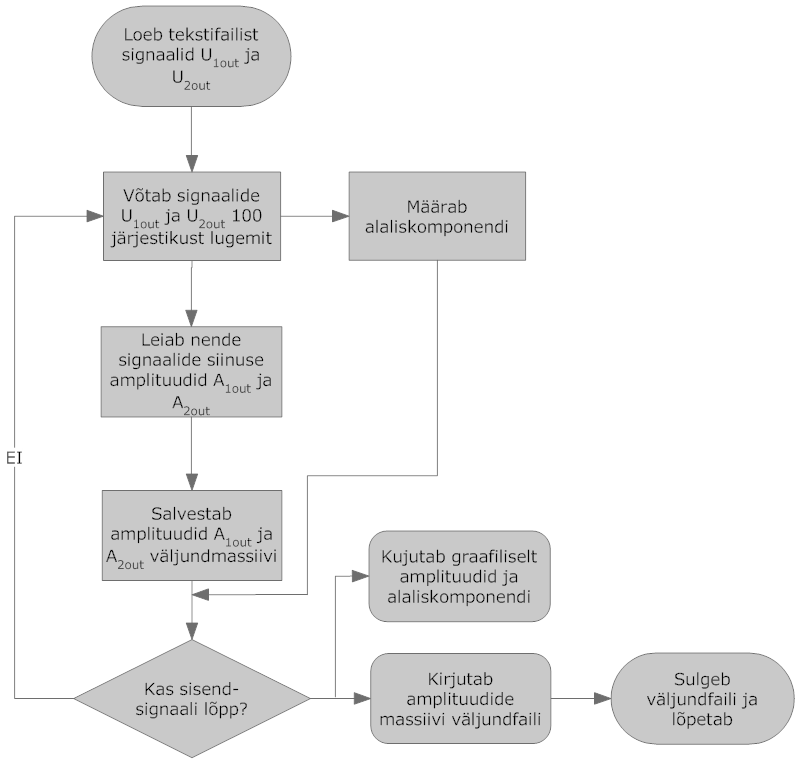 Loeb tekstifailist
signaalid U1out ja
U2out
Võtab signaalide
U1out ja U2out 100
järjestikust lugemit
Määrab
alaliskomponendi
Leiab nende
signaalide siinuse
amplituudid A1out ja
A2out
EI
Salvestab
amplituudid A1out ja
A2out väljundmassiivi
Kujutab graafiliselt
amplituudid ja
alaliskomponendi
Kas sisend-
signaali lõpp?
Kirjutab
amplituudide
massiivi väljundfaili
Sulgeb
väljundfaili ja
lõpetab